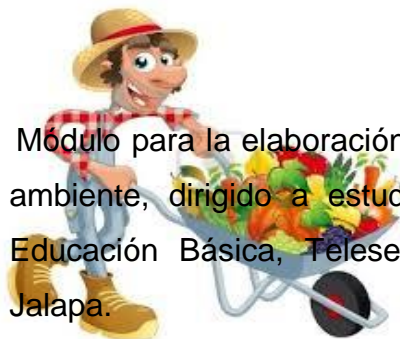 Módulo para la elaboración
ambiente, dirigido a estud
Educación Básica, Telese
Jalapa.